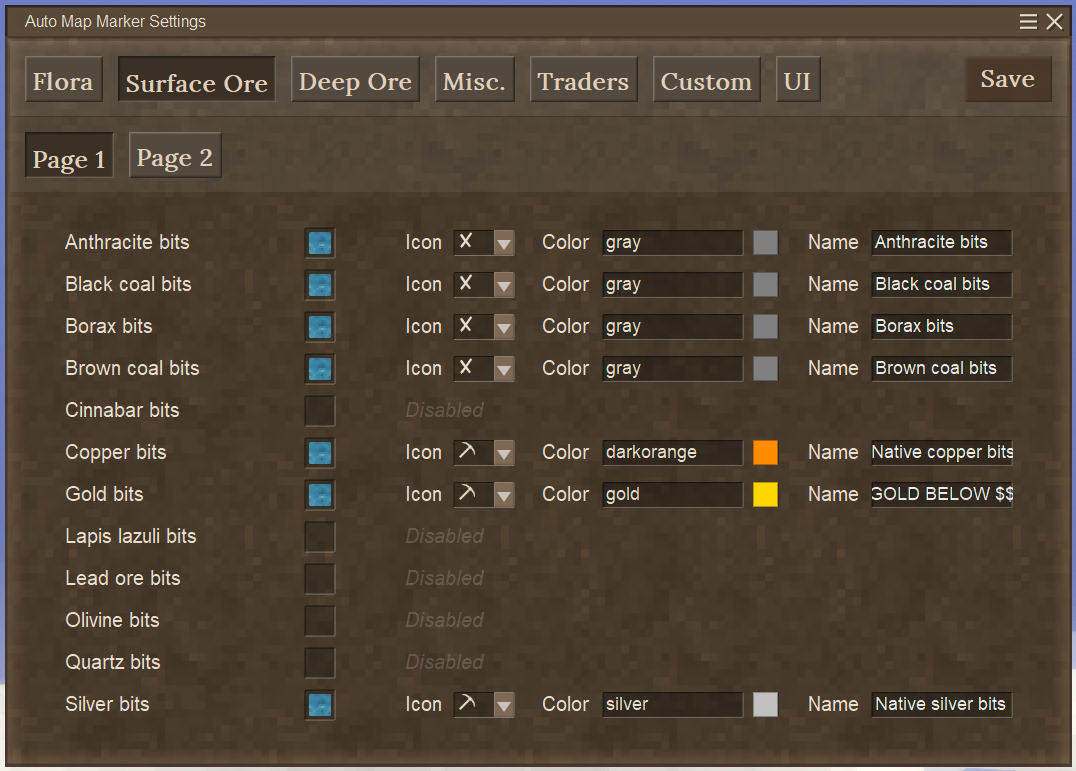 Auto Map Marker Settings
Flora Surface Ore Deep Ore Misc. Traders Custom UI Save
Page 1 Page 2
Anthracite bits Icon Color gray Name Anthracite bits
Black coal bits Icon Color gray Name Black coal bits
Borax bits Icon Color gray Name Borax bits
Brown coal bits Icon Color gray Name Brown coal bits
Cinnabar bits Disabled
Copper bits Icon Color darkorange Name Native copper bits
Gold bits Icon Color gold Name GOLD BELOW $$
Lapis lazuli bits Disabled
Lead ore bits Disabled
Olivine bits Disabled
Quartz bits Disabled
Silver bits Icon Color silver Name Native silver bits